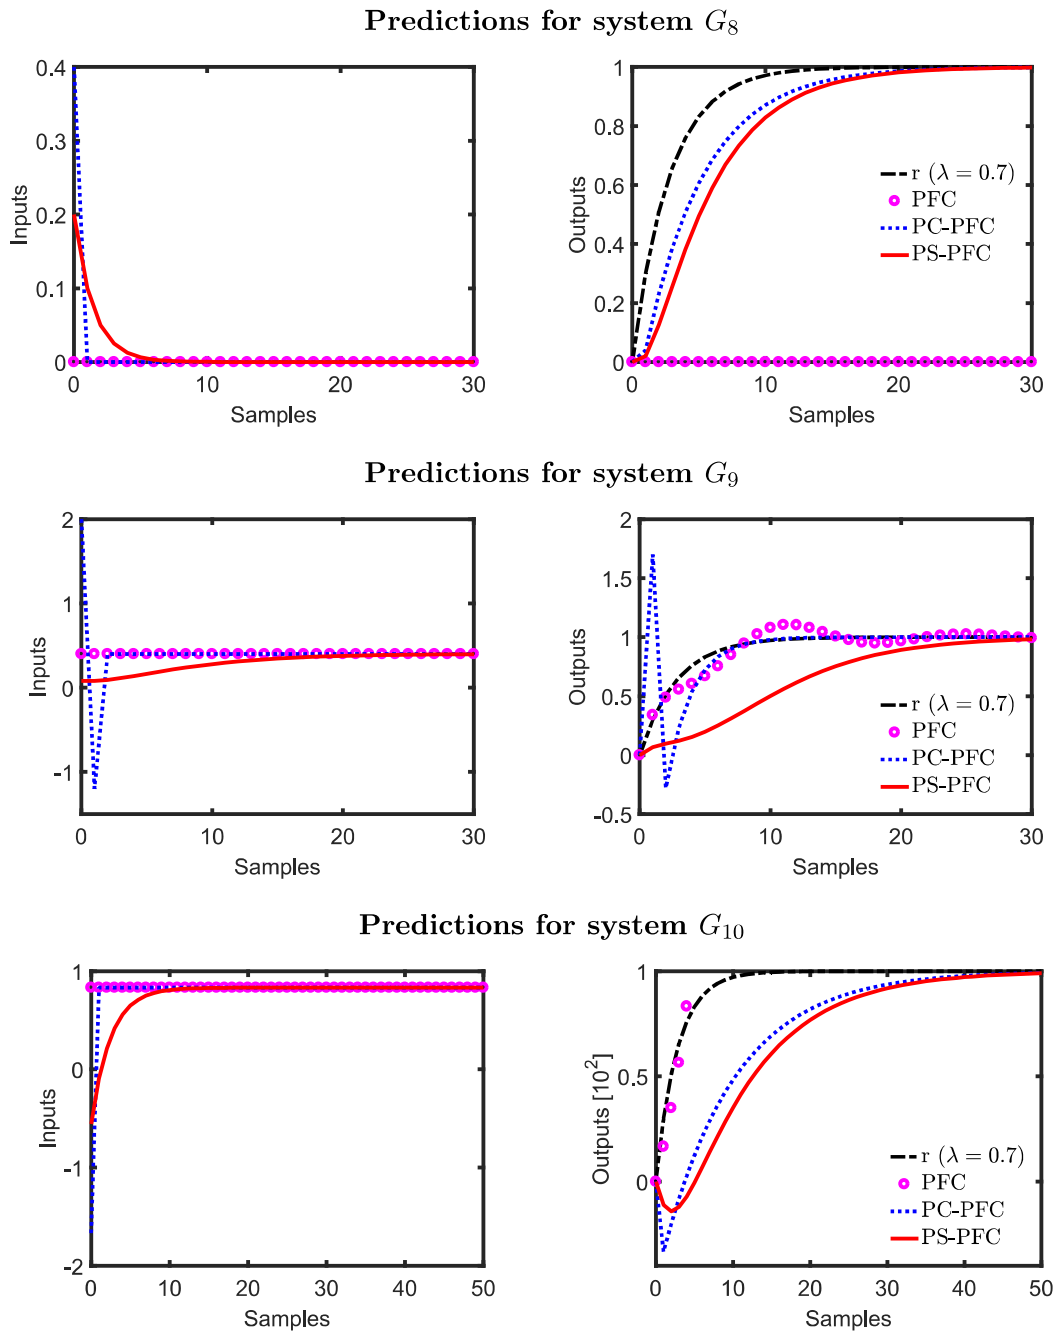 Predictions for system G8
Inputs
0.4
0.3
0.2
0.1
0
0 10 20 30
Samples
Outputs
1
0.8
0.6
0.4
0.2
0
r (λ = 0.7)
PFC
PC-PFC
PS-PFC
0 10 20 30
Samples
Predictions for system G9
Inputs
2
1
0
-1
0 10 20 30
Samples
Outputs
2
1.5
1
0.5
0
-0.5
r (λ = 0.7)
PFC
PC-PFC
PS-PFC
0 10 20 30
Samples
Predictions for system G10
Inputs
1
0
-1
-2
0 10 20 30 40 50
Samples
Outputs [10²]
1
0.5
0
r (λ = 0.7)
PFC
PC-PFC
PS-PFC
0 10 20 30 40 50
Samples